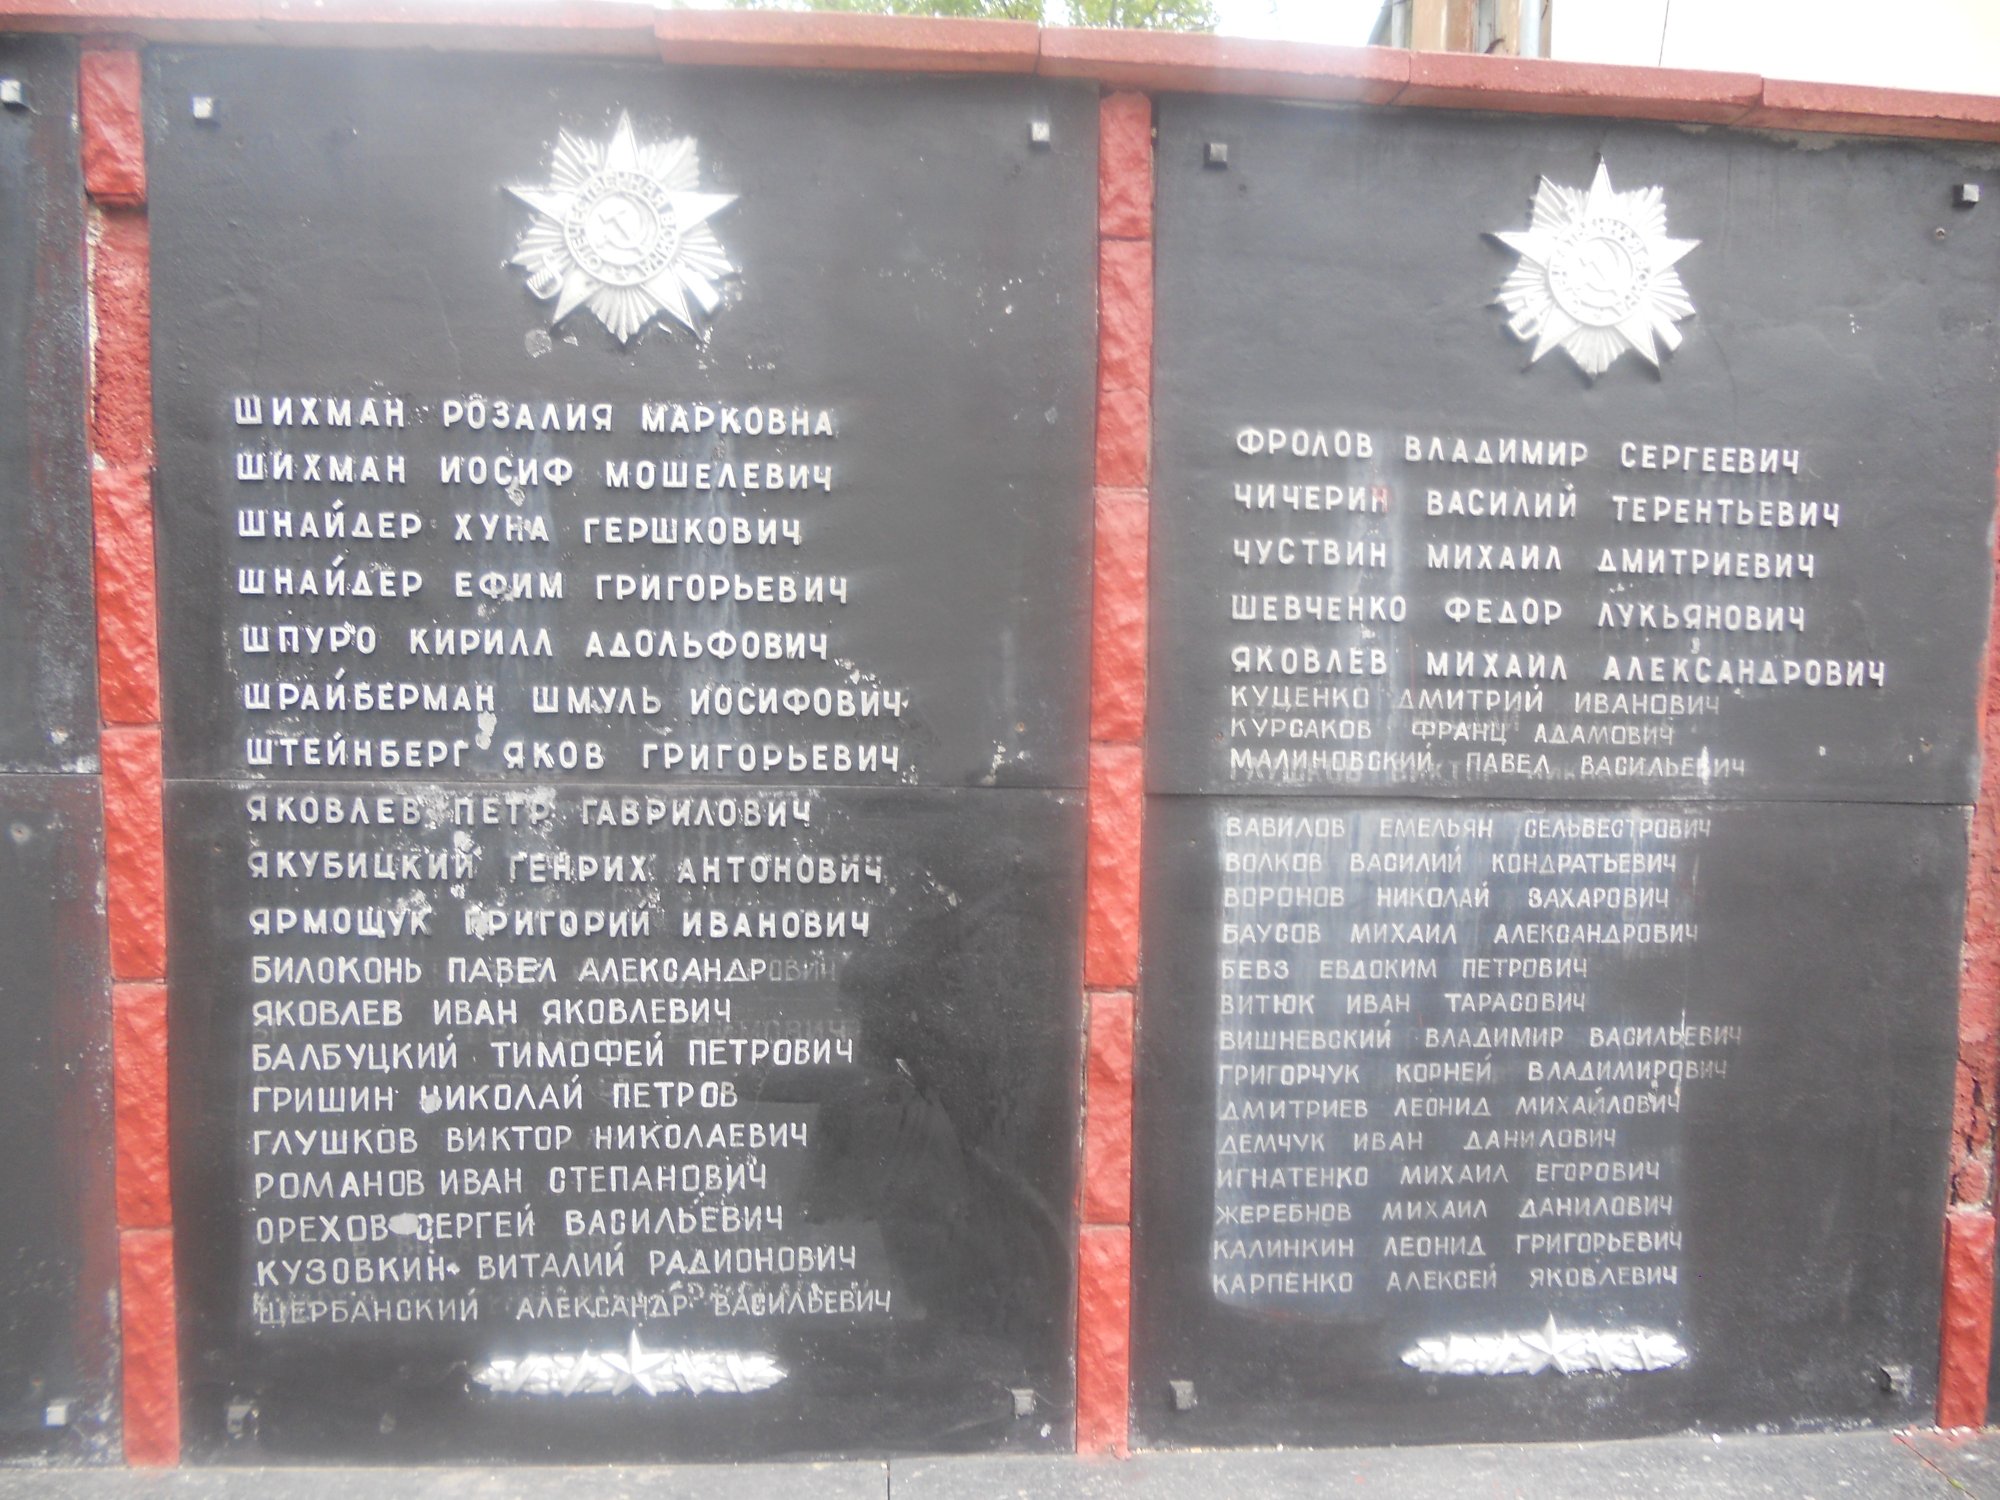 ОТЕЧЕСТВЕННАЯ ВОЙНА
ШИХМАН РОЗАЛИЯ МАРКОВНА
ШИХМАН ИОСИФ МОШЕЛЕВИЧ
ШНАЙДЕР ХУНА ГЕРШКОВИЧ
ШНАЙДЕР ЕФИМ ГРИГОРЬЕВИЧ
ШПУРО КИРИЛЛ АДОЛЬФОВИЧ
ШРАЙБЕРМАН ШМУЛЬ ИОСИФОВИЧ
ШТЕЙНБЕРГ ЯКОВ ГРИГОРЬЕВИЧ
ЯКОВЛЕВ ПЕТР ГАВРИЛОВИЧ
ЯКУБИЦКИЙ ГЕНРИХ АНТОНОВИЧ
ЯРМОЩУК ГРИГОРИЙ ИВАНОВИЧ
БИЛОКОНЬ ПАВЕЛ АЛЕКСАНДРОВИЧ
ЯКОВЛЕВ ИВАН ЯКОВЛЕВИЧ
БАЛБУЦКИЙ ТИМОФЕЙ ПЕТРОВИЧ
ГРИШИН НИКОЛАЙ ПЕТРОВ
ГЛУШКОВ ВИКТОР НИКОЛАЕВИЧ
РОМАНОВ ИВАН СТЕПАНОВИЧ
ОРЕХОВ СЕРГЕЙ ВАСИЛЬЕВИЧ
КУЗОВКИН ВИТАЛИЙ РАДИОНОВИЧ
ЩЕРБАНСКИЙ АЛЕКСАНДР ВАСИЛЬЕВИЧ
ФРОЛОВ ВЛАДИМИР СЕРГЕЕВИЧ
ЧИЧЕРИН ВАСИЛИЙ ТЕРЕНТЬЕВИЧ
ЧУСТВИН МИХАИЛ ДМИТРИЕВИЧ
ШЕВЧЕНКО ФЕДОР ЛУКЬЯНОВИЧ
ЯКОВЛЕВ МИХАИЛ АЛЕКСАНДРОВИЧ
КУЦЕНКО ДМИТРИЙ ИВАНОВИЧ
КУРСАКОВ ФРАНЦ АДАМОВИЧ
МАЛИНОВСКИЙ ПАВЕЛ ВАСИЛЬЕВИЧ
ВАВИЛОВ ЕМЕЛЬЯН СЕЛЬВЕСТРОВИЧ
ВОЛКОВ ВАСИЛИЙ КОНДРАТЬЕВИЧ
ВОРОНОВ НИКОЛАЙ ЗАХАРОВИЧ
БАУСОВ МИХАИЛ АЛЕКСАНДРОВИЧ
БЕВЗ ЕВДОКИМ ПЕТРОВИЧ
ВИТЮК ИВАН ТАРАСОВИЧ
ВИШНЕВСКИЙ ВЛАДИМИР ВАСИЛЬЕВИЧ
ГРИГОРЧУК КОРНЕЙ ВЛАДИМИРОВИЧ
ДМИТРИЕВ ЛЕОНИД МИХАЙЛОВИЧ
ДЕМЧУК ИВАН ДАНИЛОВИЧ
ИГНАТЕНКО МИХАИЛ ЕГОРОВИЧ
ЖЕРЕБНОВ МИХАИЛ ДАНИЛОВИЧ
КАЛИНКИН ЛЕОНИД ГРИГОРЬЕВИЧ
КАРПЕНКО АЛЕКСЕЙ ЯКОВЛЕВИЧ